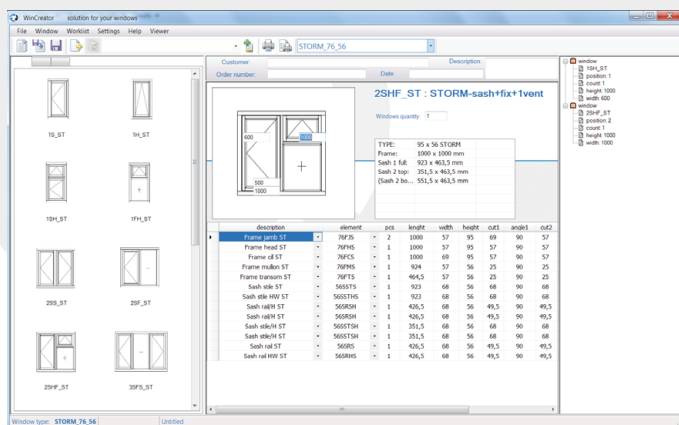 WinCreator solution for your windows
File Window Worklist Settings Help Viewer
STORM_76_56
1S_ST 1H_ST
1SH_ST 1FH_ST
2SS_ST 2SF_ST
2SHF_ST 3SFS_ST
Customer: Description:
Order number: Date:
2SHF_ST : STORM-sash+fix+1vent
Windows quantity 1
600 1000
500
1000
TYPE: 95 x 56 STORM
Frame: 1000 x 1000 mm
Sash 1 full: 923 x 463,5 mm
Sash 2 top: 351,5 x 463,5 mm
(Sash 2 bo... 551,5 x 463,5 mm)
description element pcs lenght width height cut1 angle1 cut2
Frame jamb ST 76FJS 2 1000 57 95 69 90 57
Frame head ST 76FHS 1 1000 57 95 57 90 57
Frame cill ST 76FCS 1 1000 69 95 57 90 57
Frame mullion ST 76FMS 1 924 57 56 25 90 25
Frame transom ST 76FTS 1 464,5 57 56 25 90 25
Sash stile ST 56SSTS 1 923 68 56 68 90 68
Sash stile HW ST 56SSTHS 1 923 68 56 68 90 68
Sash rail/H ST 56SRSH 1 426,5 68 56 49,5 90 49,5
Sash rail/H ST 56SRSH 1 426,5 68 56 49,5 90 49,5
Sash stile/H ST 56SSTSH 1 351,5 68 56 68 90 68
Sash stile/H ST 56SSTSH 1 351,5 68 56 68 90 68
Sash rail ST 56SRS 1 426,5 68 56 49,5 90 49,5
Sash rail HW ST 56SRHS 1 426,5 68 56 49,5 90 49,5
window
1SH_ST
position: 1
count: 1
height: 1000
width: 600
window
2SHF_ST
position: 2
count: 1
height: 1000
width: 1000
Window type: STORM_76_56 Untitled